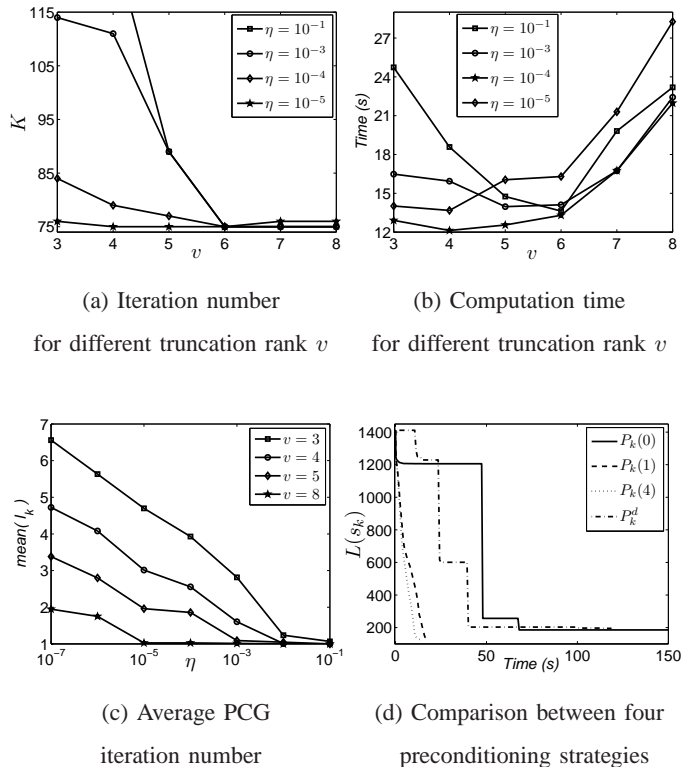 115
95
75
K
3 4 5 6 7 8
v
η = 10⁻¹
η = 10⁻³
η = 10⁻⁴
η = 10⁻⁵
(a) Iteration number
for different truncation rank v
27
24
21
18
15
12
Time (s)
3 4 5 6 7 8
v
η = 10⁻¹
η = 10⁻³
η = 10⁻⁴
η = 10⁻⁵
(b) Computation time
for different truncation rank v
7
6
5
4
3
2
1
mean( l_k )
10⁻⁷ 10⁻⁵ 10⁻³ 10⁻¹
η
v = 3
v = 4
v = 5
v = 8
(c) Average PCG
iteration number
1400
1200
1000
800
600
400
200
L(s_k)
0 50 100 150
Time (s)
P_k(0)
P_k(1)
P_k(4)
P_k^d
(d) Comparison between four
preconditioning strategies